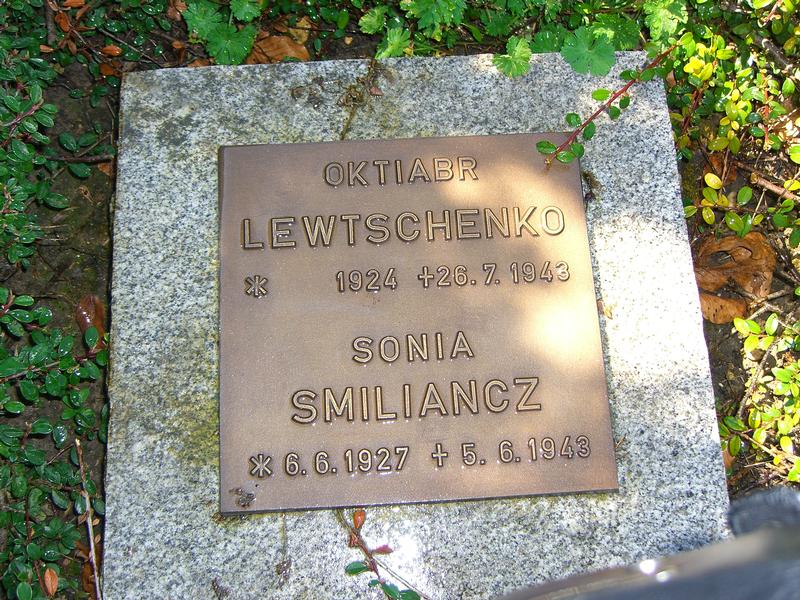 OKTIABR
LEWTSCHENKO
* 1924 +26.7.1943
SONIA
SMILIANCZ
* 6.6.1927 + 5.6.1943